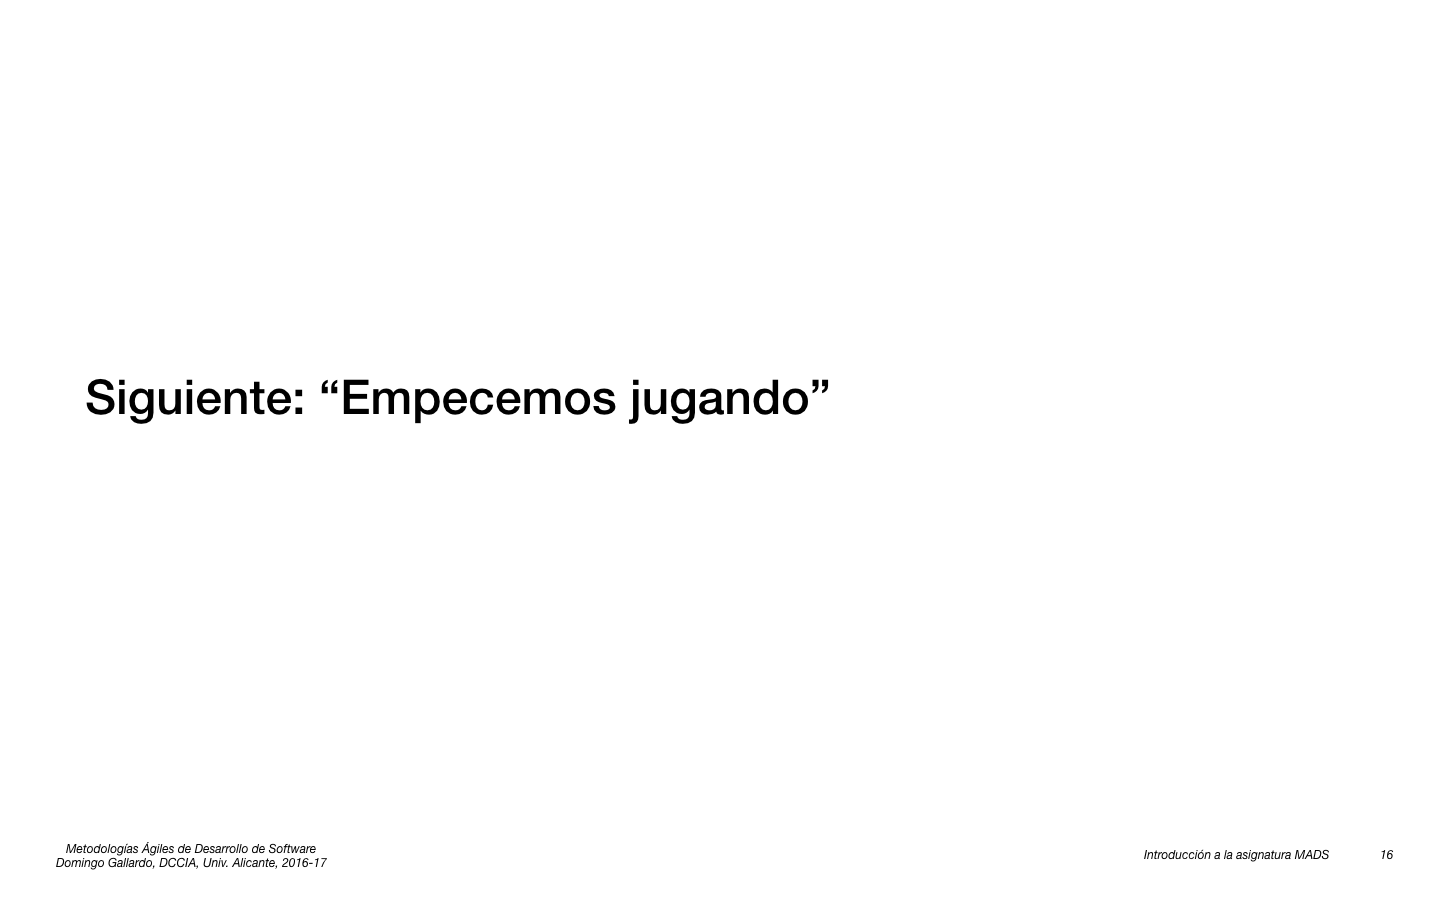 Siguiente: “Empecemos jugando”
Metodologías Ágiles de Desarrollo de Software
Domingo Gallardo, DCCIA, Univ. Alicante, 2016-17
Introducción a la asignatura MADS
16